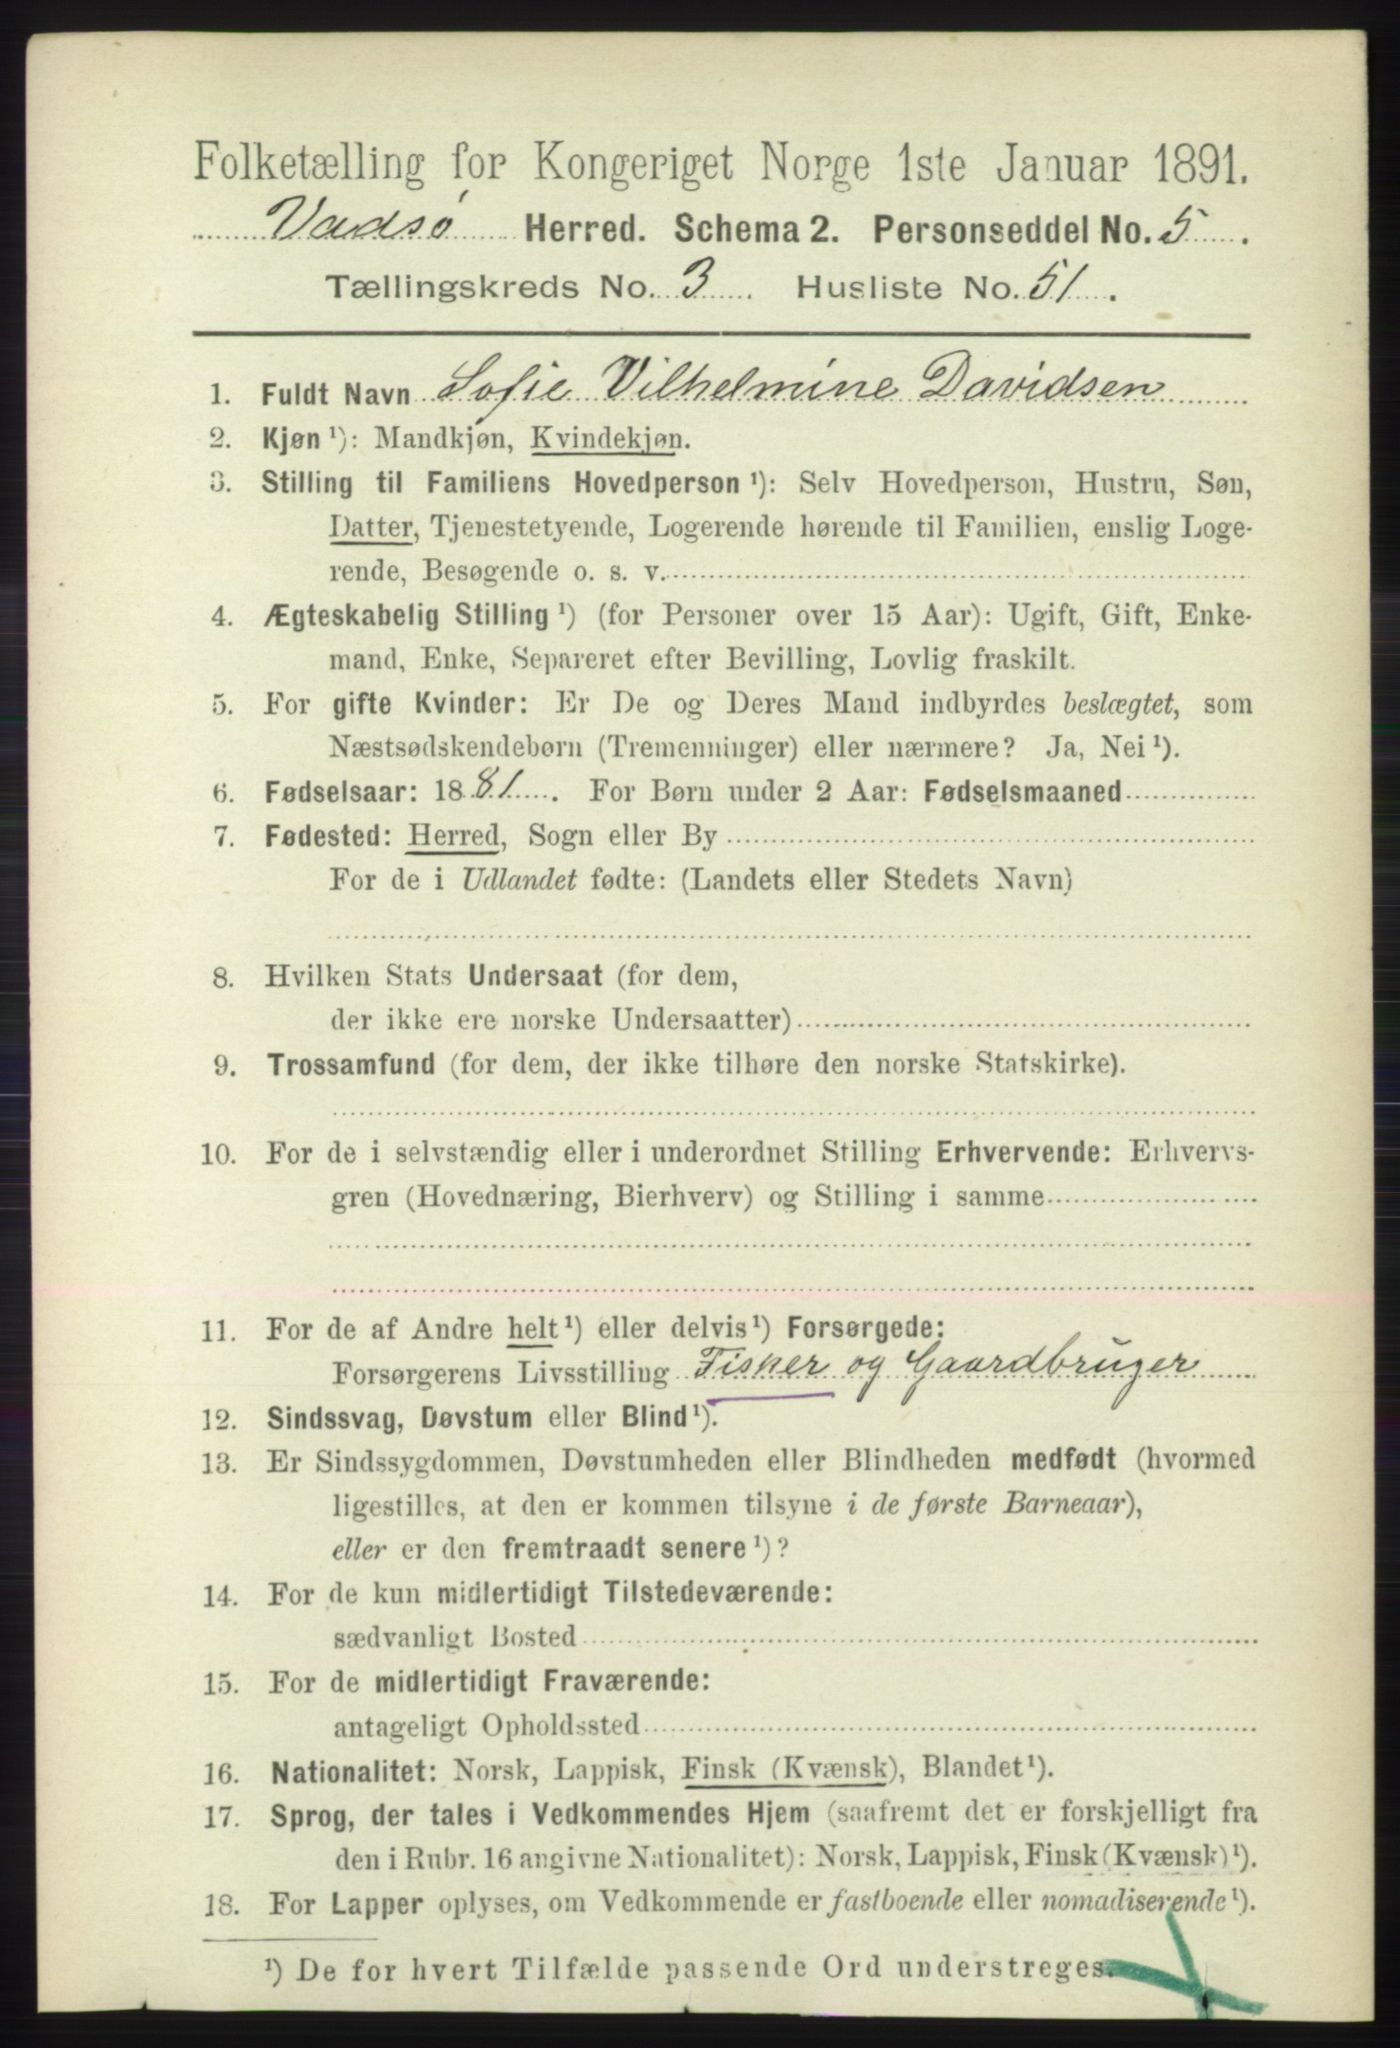 Folketælling for Kongeriget Norge 1ste Januar 1891.
Vadsø Herred. Schema 2. Personseddel No. 5.
Tællingskreds No. 3 Husliste No. 51.
1. Fuldt Navn Sofie Vilhelmine Davidsen
2. Kjøn ¹): Mandkjøn, Kvindekjøn.
3. Stilling til Familiens Hovedperson ¹): Selv Hovedperson, Hustru, Søn,
Datter, Tjenestetyende, Logerende hørende til Familien, enslig Loge-
rende, Besøgende o. s. v.
4. Ægteskabelig Stilling ¹) (for Personer over 15 Aar): Ugift, Gift, Enke-
mand, Enke, Separeret efter Bevilling, Lovlig fraskilt.
5. For gifte Kvinder: Er De og Deres Mand indbyrdes beslægtet, som
Næstsødskendebørn (Tremenninger) eller nærmere? Ja, Nei ¹).
6. Fødselsaar: 1881. For Børn under 2 Aar: Fødselsmaaned
7. Fødested: Herred, Sogn eller By
For de i Udlandet fødte: (Landets eller Stedets Navn)
8. Hvilken Stats Undersaat (for dem,
der ikke ere norske Undersaatter)
9. Trossamfund (for dem, der ikke tilhøre den norske Statskirke).
10. For de i selvstændig eller i underordnet Stilling Erhvervende: Erhvervs-
gren (Hovednæring, Bierhverv) og Stilling i samme
11. For de af Andre helt ¹) eller delvis ¹) Forsørgede:
Forsørgerens Livsstilling Fisker og Gaardbruger
12. Sindssvag, Døvstum eller Blind ¹).
13. Er Sindssygdommen, Døvstumheden eller Blindheden medfødt (hvormed
ligestilles, at den er kommen tilsyne i de første Barneaar),
eller er den fremtraadt senere ¹)?
14. For de kun midlertidigt Tilstedeværende:
sædvanligt Bosted
15. For de midlertidigt Fraværende:
antageligt Opholdssted
16. Nationalitet: Norsk, Lappisk, Finsk (Kvænsk), Blandet ¹).
17. Sprog, der tales i Vedkommendes Hjem (saafremt det er forskjelligt fra
den i Rubr. 16 angivne Nationalitet): Norsk, Lappisk, Finsk (Kvænsk) ¹).
18. For Lapper oplyses, om Vedkommende er fastboende eller nomadiserende ¹).
¹) De for hvert Tilfælde passende Ord understreges.